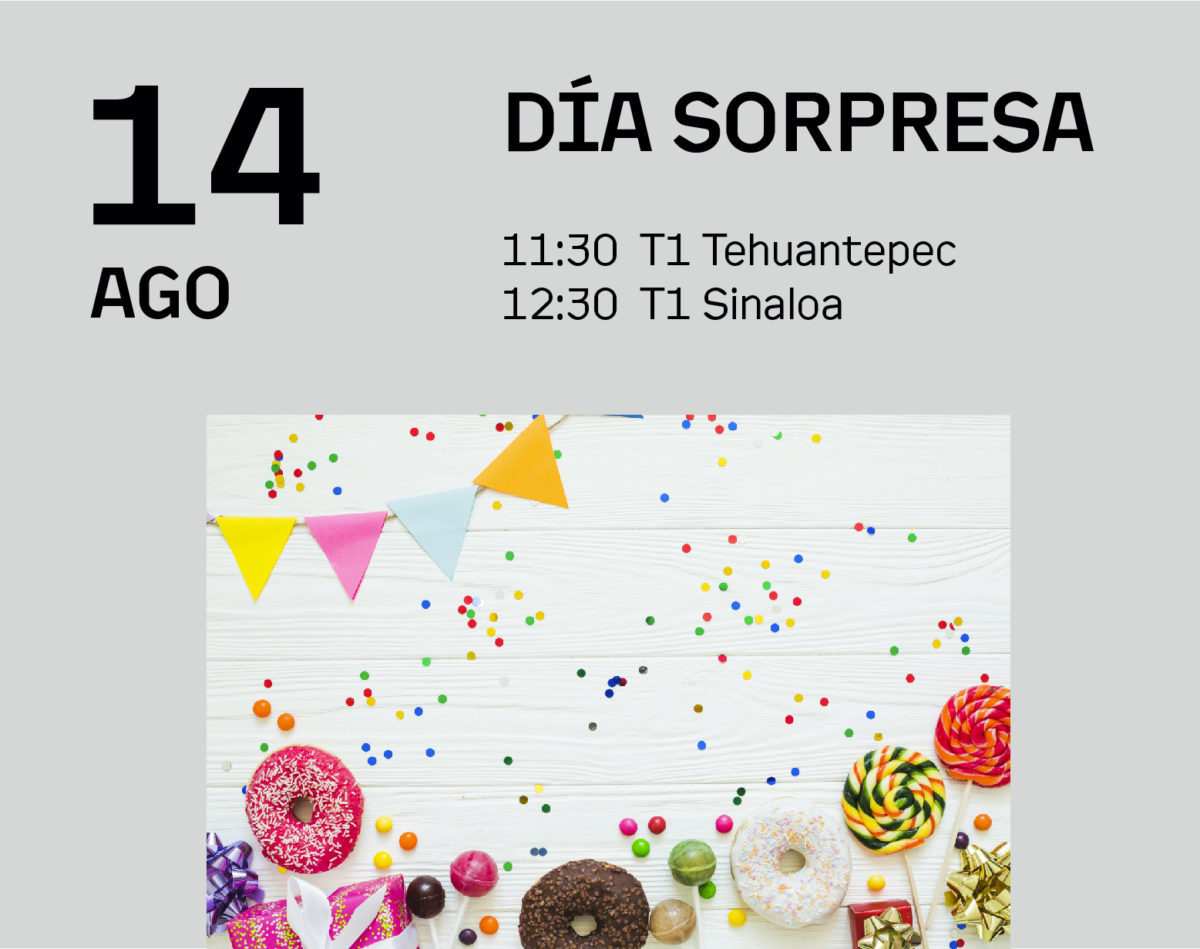 14
AGO
DÍA SORPRESA
11:30 T1 Tehuantepec
12:30 T1 Sinaloa